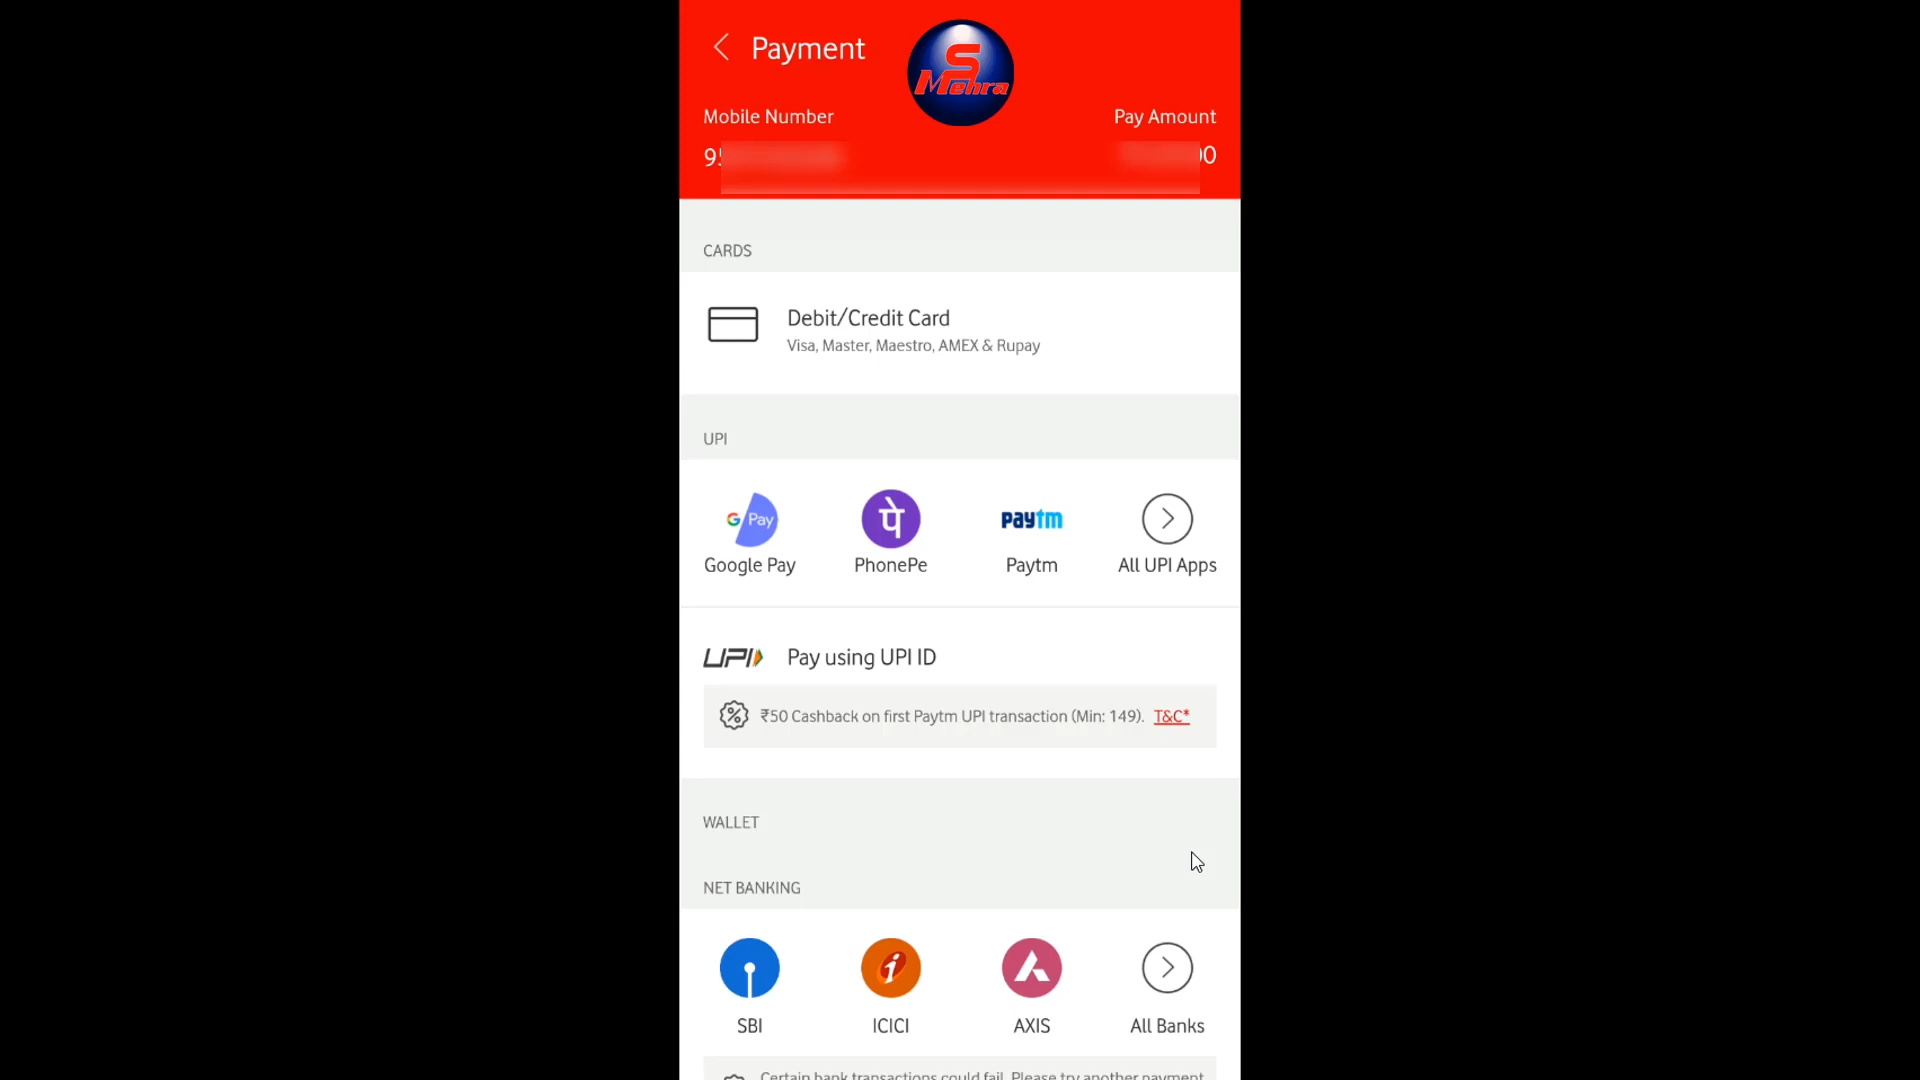 Payment
S
Mehra
Mobile Number
Pay Amount
CARDS
Debit/Credit Card
Visa, Master, Maestro, AMEX & Rupay
UPI
G Pay
पे
paytm
Google Pay
PhonePe
Paytm
All UPI Apps
UPI
Pay using UPI ID
₹50 Cashback on first Paytm UPI transaction (Min: 149). T&C*
WALLET
NET BANKING
SBI
ICICI
AXIS
All Banks
Certain bank transactions could fail. Please try another payment